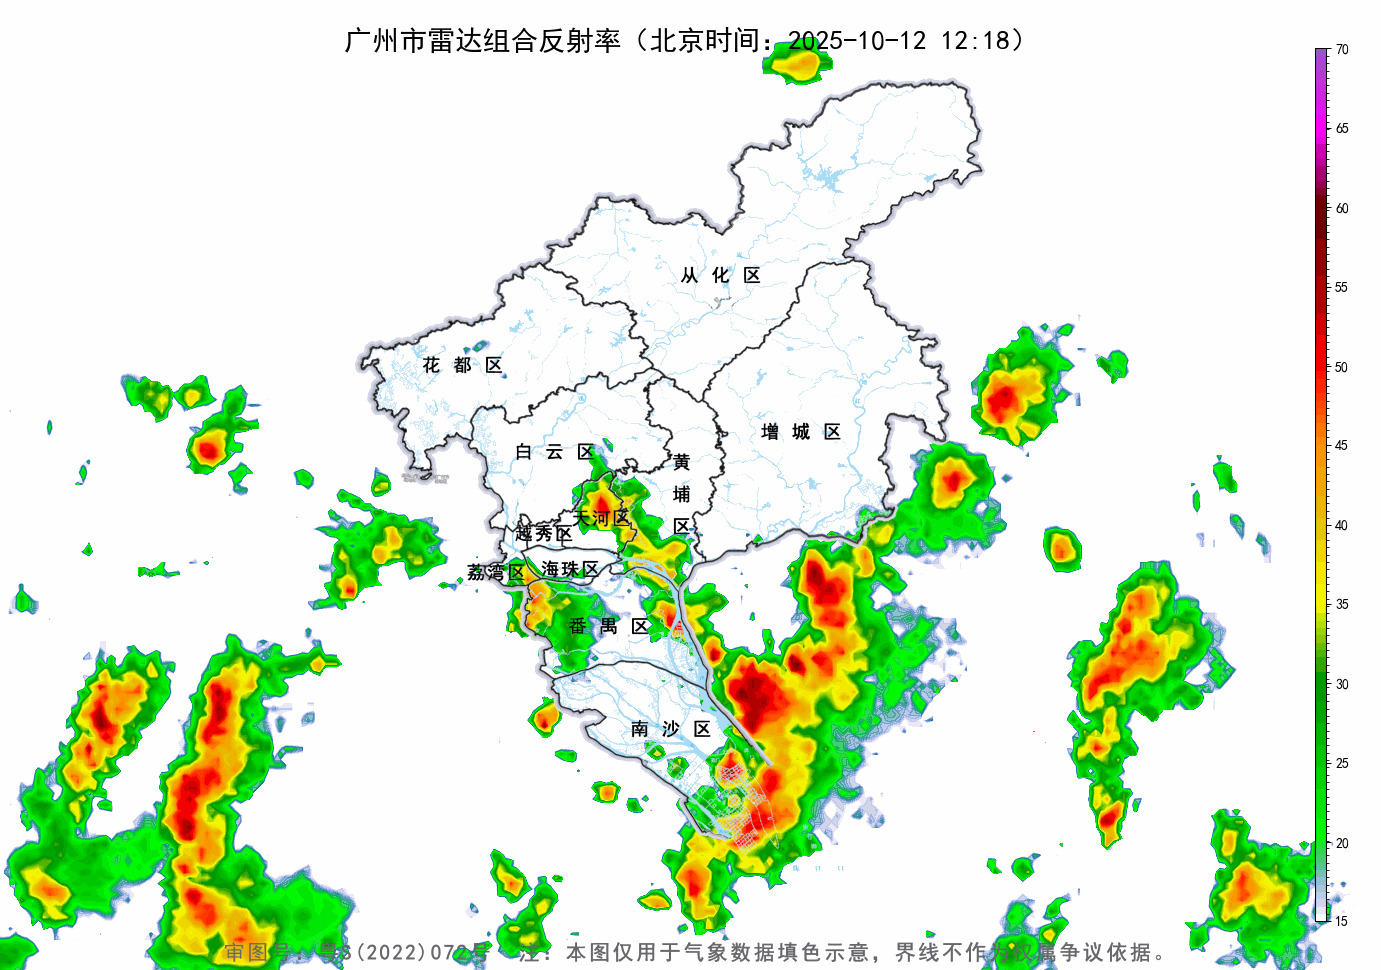 广州市雷达组合反射率（北京时间：2025-10-12 12:18）
70
65
60
55
50
45
40
35
30
25
20
15
从化区
花都区
增城区
白云区
黄埔区
天河区
越秀区
荔湾区
海珠区
番禺区
南沙区
审图号：粤S(2022)072号 注：本图仅用于气象数据填色示意，界线不作为权属争议依据。